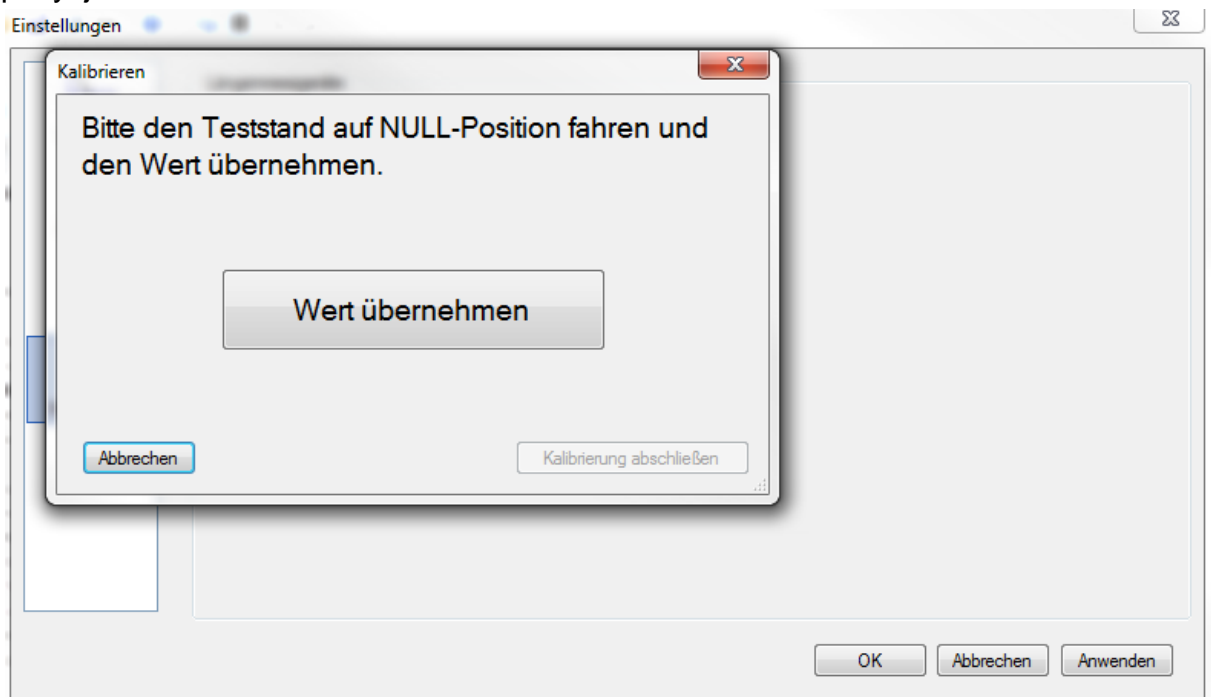 Einstellungen
Kalibrieren
Bitte den Teststand auf NULL-Position fahren und
den Wert übernehmen.
Wert übernehmen
Abbrechen
Kalibrierung abschließen
OK
Abbrechen
Anwenden